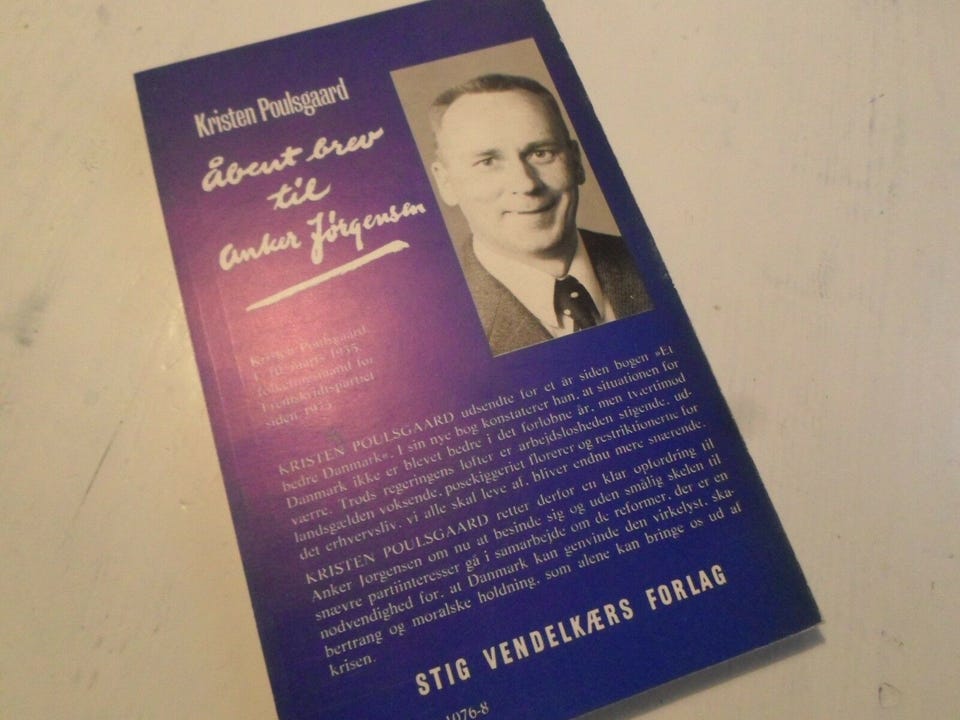 Kristen Poulsgaard
Åbent brev
til
Anker Jørgensen
Kristen Poulsgaard,
marts 1935,
folketingsmand for
Fremskridtspartiet
siden 1973.
KRISTEN POULSGAARD udsendte for et år siden bogen »Et
bedre Danmark«. I sin nye bog konstaterer han, at situationen for
Danmark ikke er blevet bedre i det forløbne år, men tværtimod
værre. Trods regeringens løfter er arbejdsløsheden stigende, ud-
landsgælden voksende, posekiggeriet florerer og restriktionerne for
det erhvervsliv, vi alle skal leve af, bliver endnu mere snærende.
KRISTEN POULSGAARD retter derfor en klar opfordring til
Anker Jørgensen om nu at besinde sig og uden smålig skelen til
snævre partiinteresser gå i samarbejde om de reformer, der er en
nødvendighed for, at Danmark kan genvinde den virkelyst, ska-
bertrang og moralske holdning, som alene kan bringe os ud af
krisen.
STIG VENDELKÆRS FORLAG
1076-8